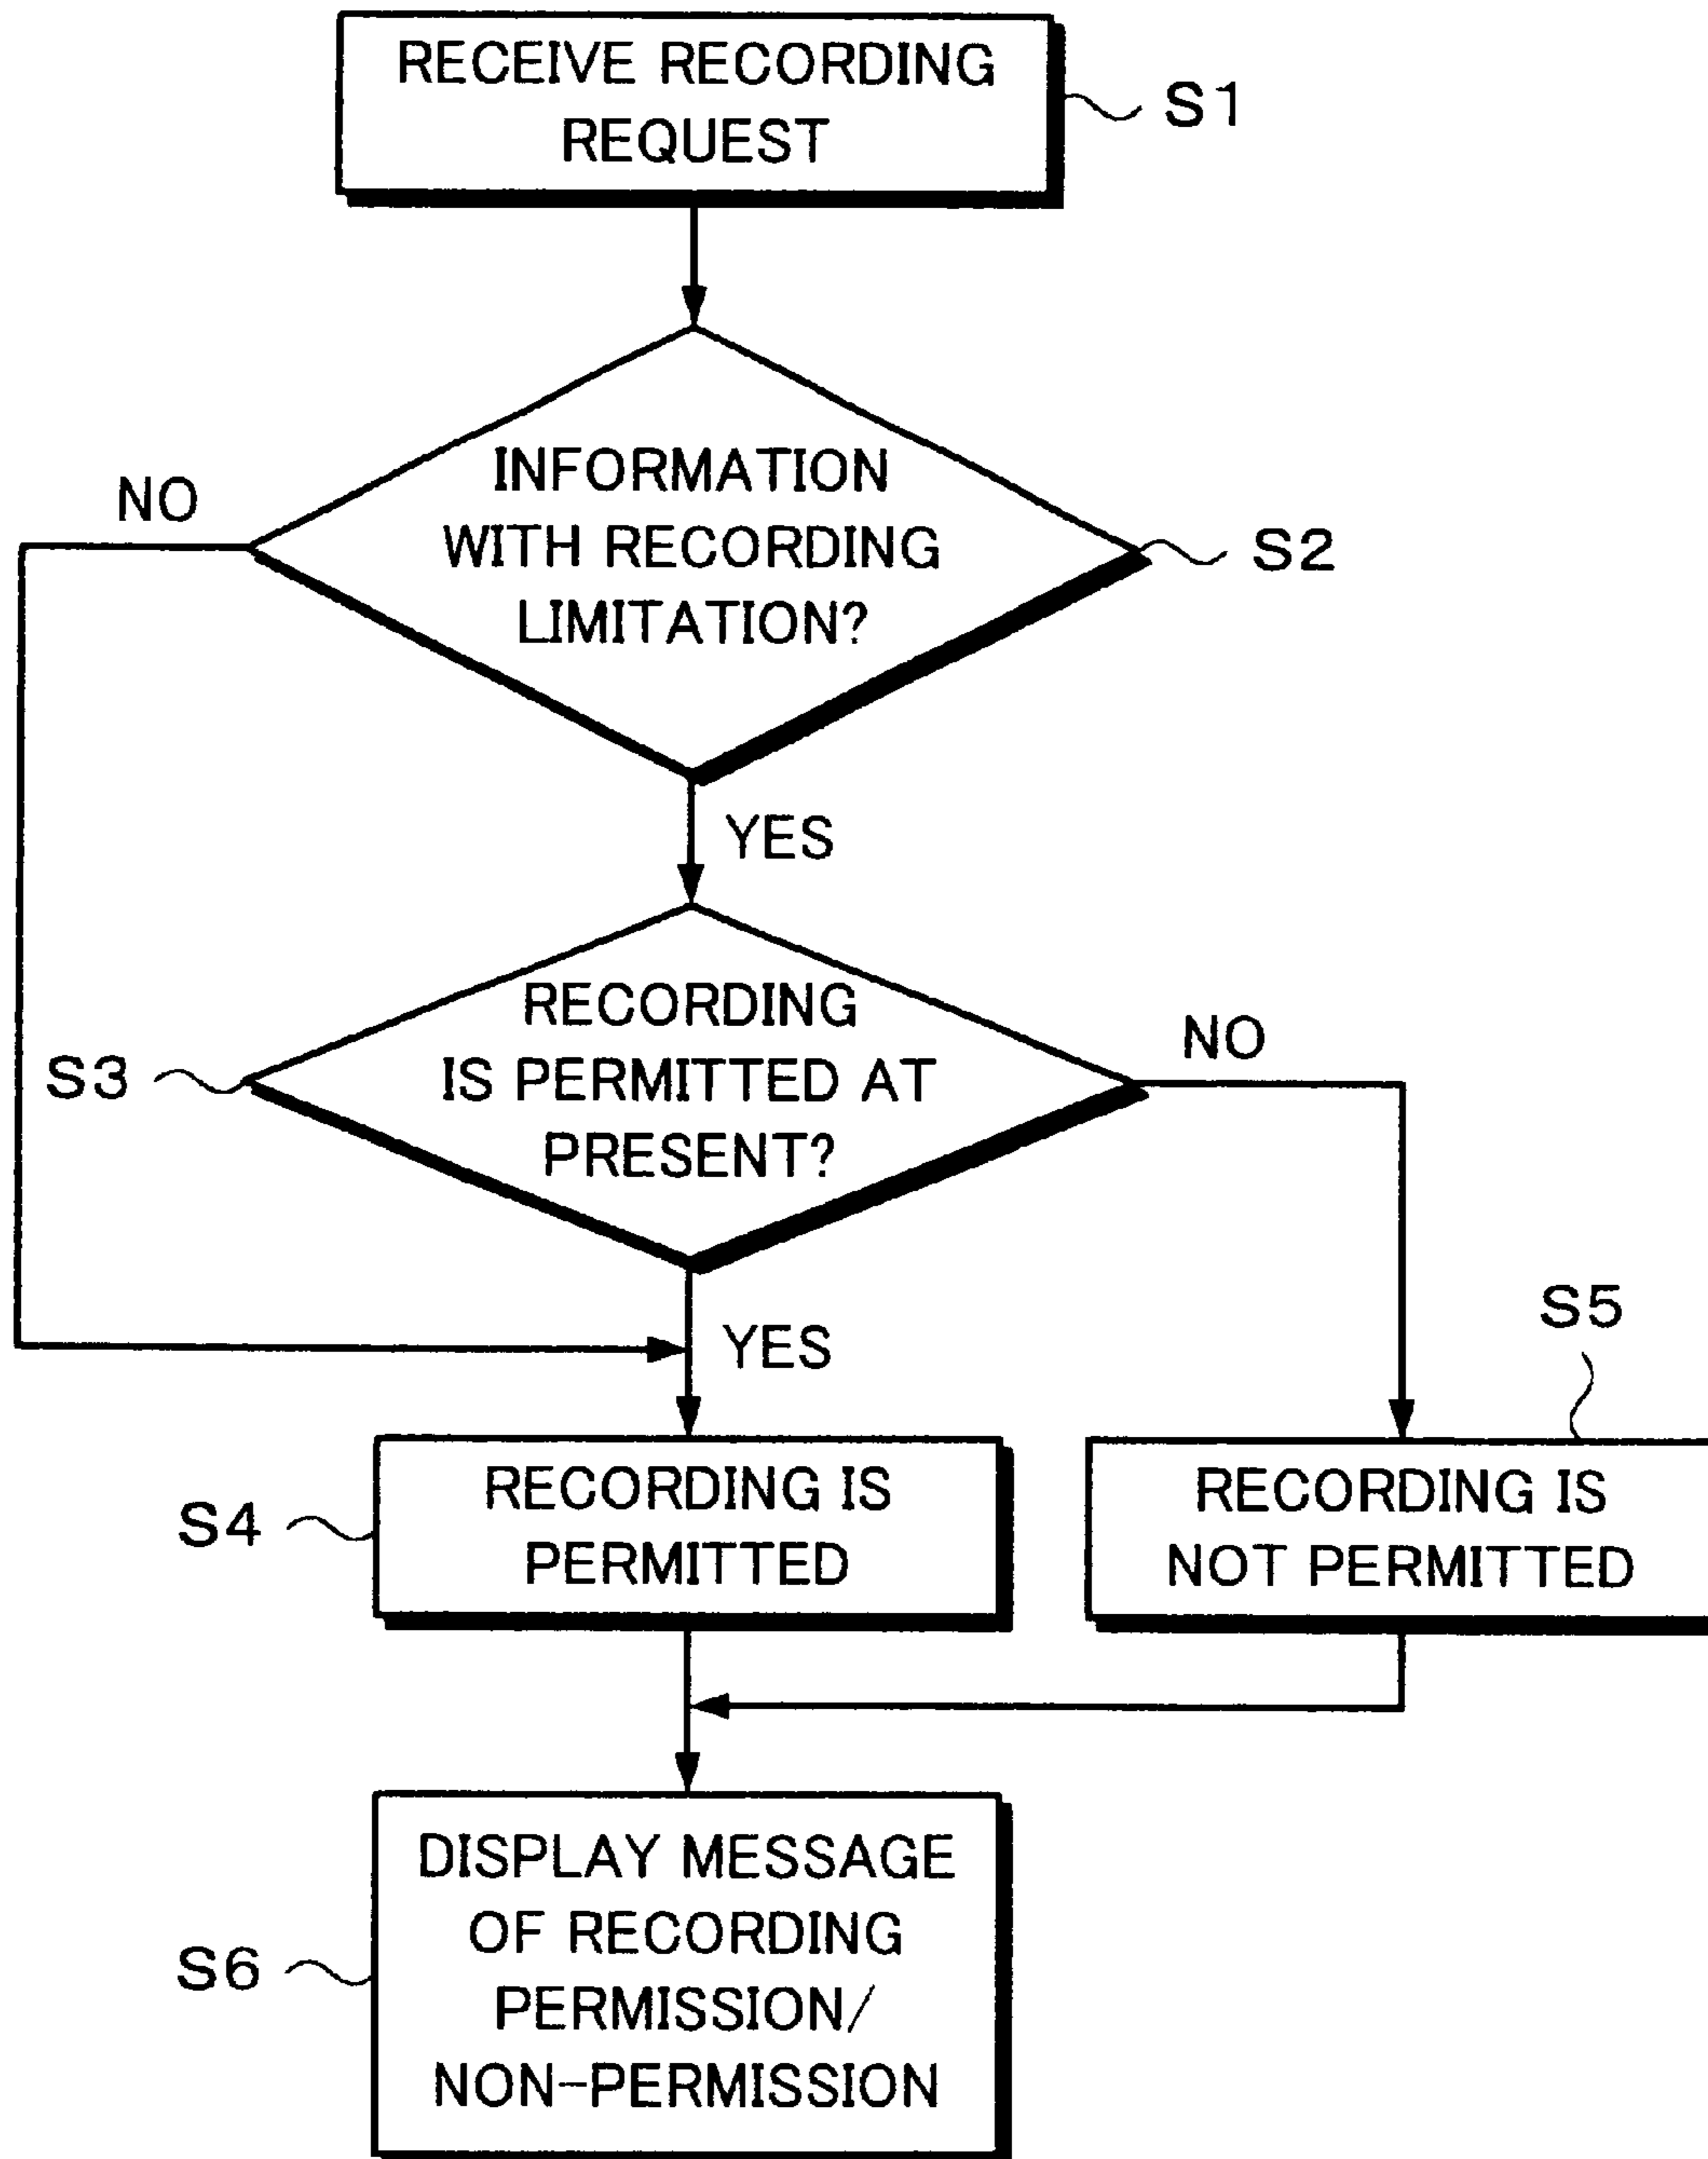 RECEIVE RECORDING
REQUEST
S1
INFORMATION
WITH RECORDING
LIMITATION?
NO
S2
YES
RECORDING
IS PERMITTED AT
PRESENT?
S3
NO
YES
S5
RECORDING IS
PERMITTED
S4
RECORDING IS
NOT PERMITTED
DISPLAY MESSAGE
OF RECORDING
PERMISSION/
NON-PERMISSION
S6